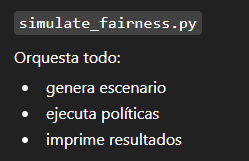 simulate_fairness.py
Orquesta todo:
• genera escenario
• ejecuta políticas
• imprime resultados